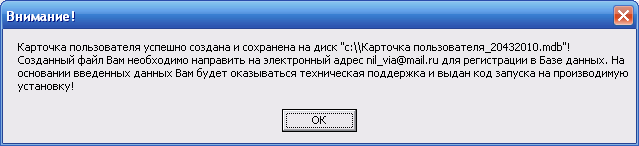 Внимание!
Карточка пользователя успешно создана и сохранена на диск "c:\\Карточка пользователя_20432010.mdb"!
Созданный файл Вам необходимо направить на электронный адрес nil_via@mail.ru для регистрации в Базе данных. На
основании введенных данных Вам будет оказываться техническая поддержка и выдан код запуска на производимую
установку!
OK